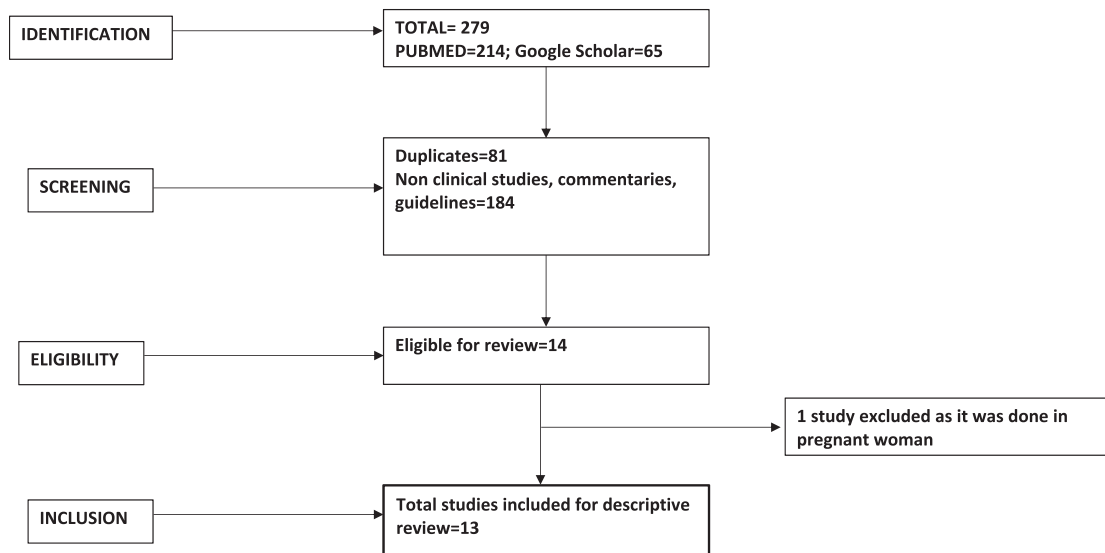 IDENTIFICATION
TOTAL= 279
PUBMED=214; Google Scholar=65
SCREENING
Duplicates=81
Non clinical studies, commentaries,
guidelines=184
ELIGIBILITY
Eligible for review=14
1 study excluded as it was done in
pregnant woman
INCLUSION
Total studies included for descriptive
review=13